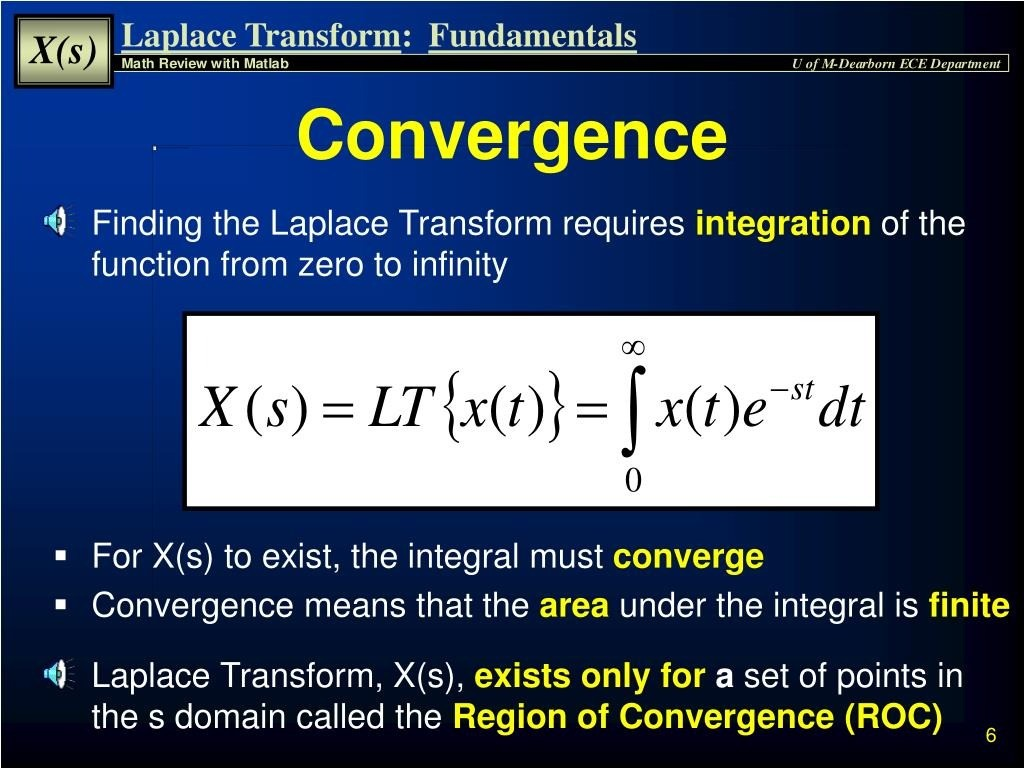 X(s)
Laplace Transform: Fundamentals
Math Review with Matlab
U of M-Dearborn ECE Department
Convergence
Finding the Laplace Transform requires integration of the
function from zero to infinity
X(s) = LT{x(t)} = ∫₀^∞ x(t)e^{-st} dt
▪ For X(s) to exist, the integral must converge
▪ Convergence means that the area under the integral is finite
Laplace Transform, X(s), exists only for a set of points in
the s domain called the Region of Convergence (ROC)
6